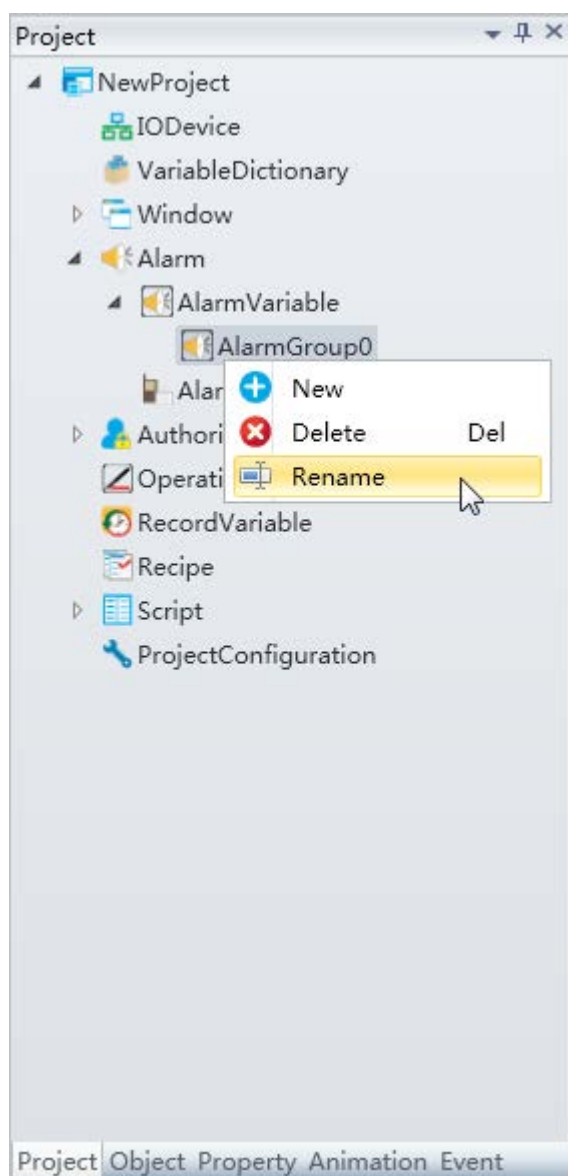 Project
NewProject
IODevice
VariableDictionary
Window
Alarm
AlarmVariable
AlarmGroup0
Alar
New
Authori
Delete Del
Operati
Rename
RecordVariable
Recipe
Script
ProjectConfiguration
Project Object Property Animation Event